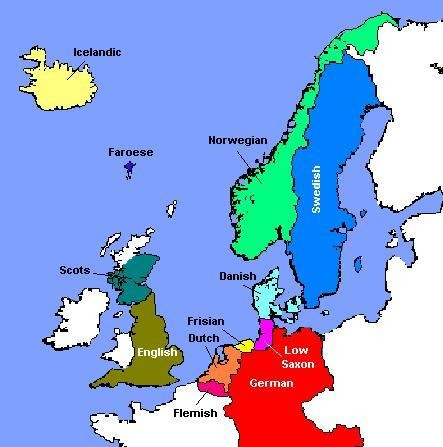 Icelandic
Faroese
Norwegian
Swedish
Scots
Danish
Frisian
Dutch
English
Low
Saxon
German
Flemish